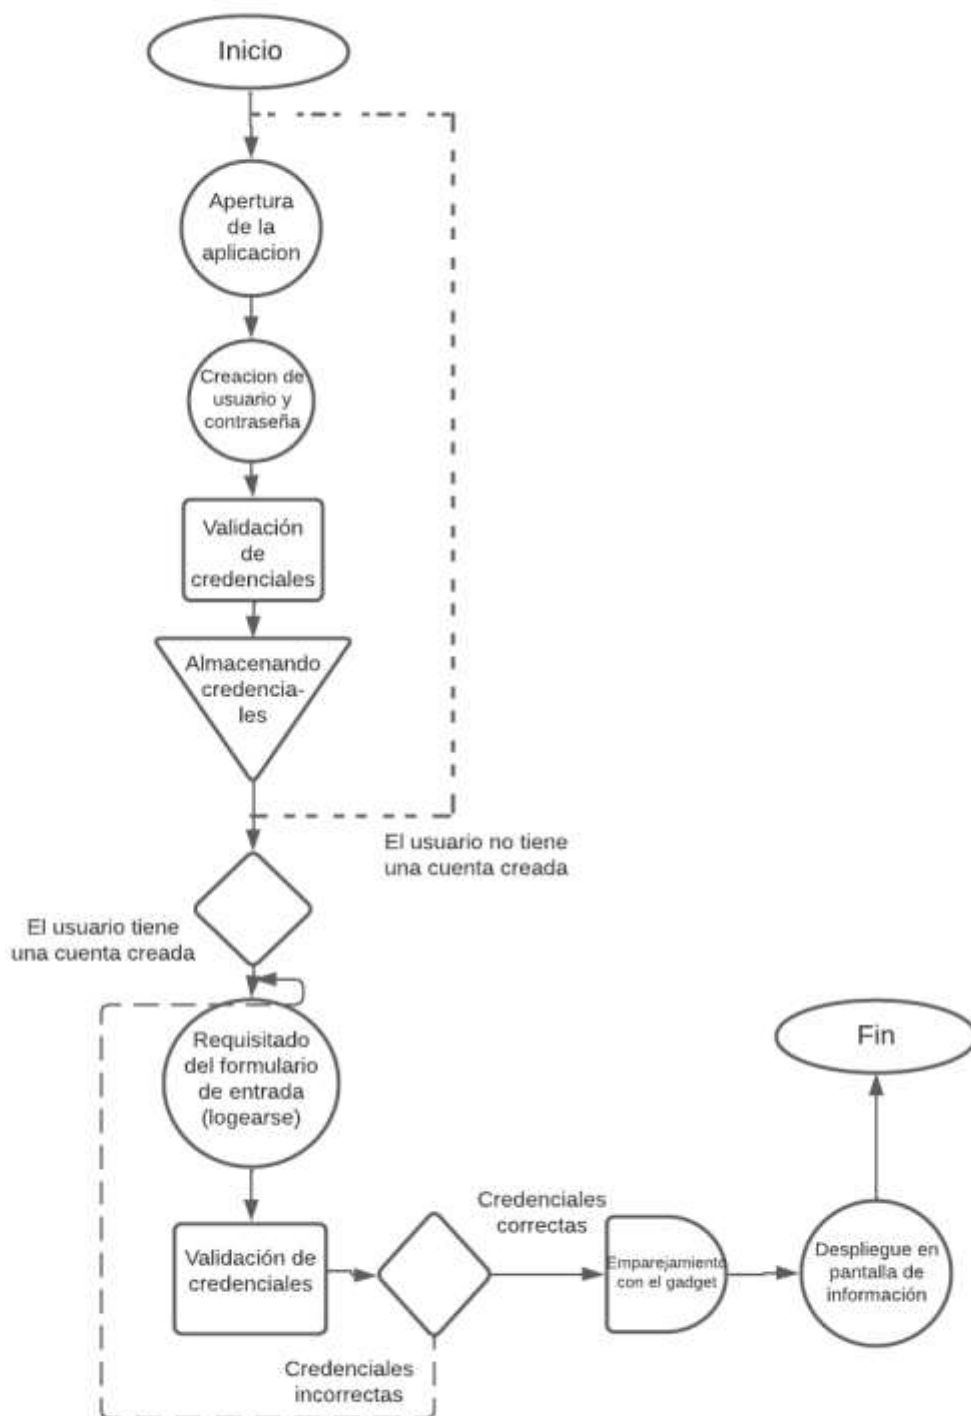 Inicio
Apertura
de la
aplicacion
Creacion de
usuario y
contraseña
Validación
de
credenciales
Almacenando
credencia-
les
El usuario no tiene
una cuenta creada
El usuario tiene
una cuenta creada
Requisitado
del formulario
de entrada
(logearse)
Validación de
credenciales
Credenciales
incorrectas
Credenciales
correctas
Emparejamiento
con el gadget
Despliegue en
pantalla de
información
Fin